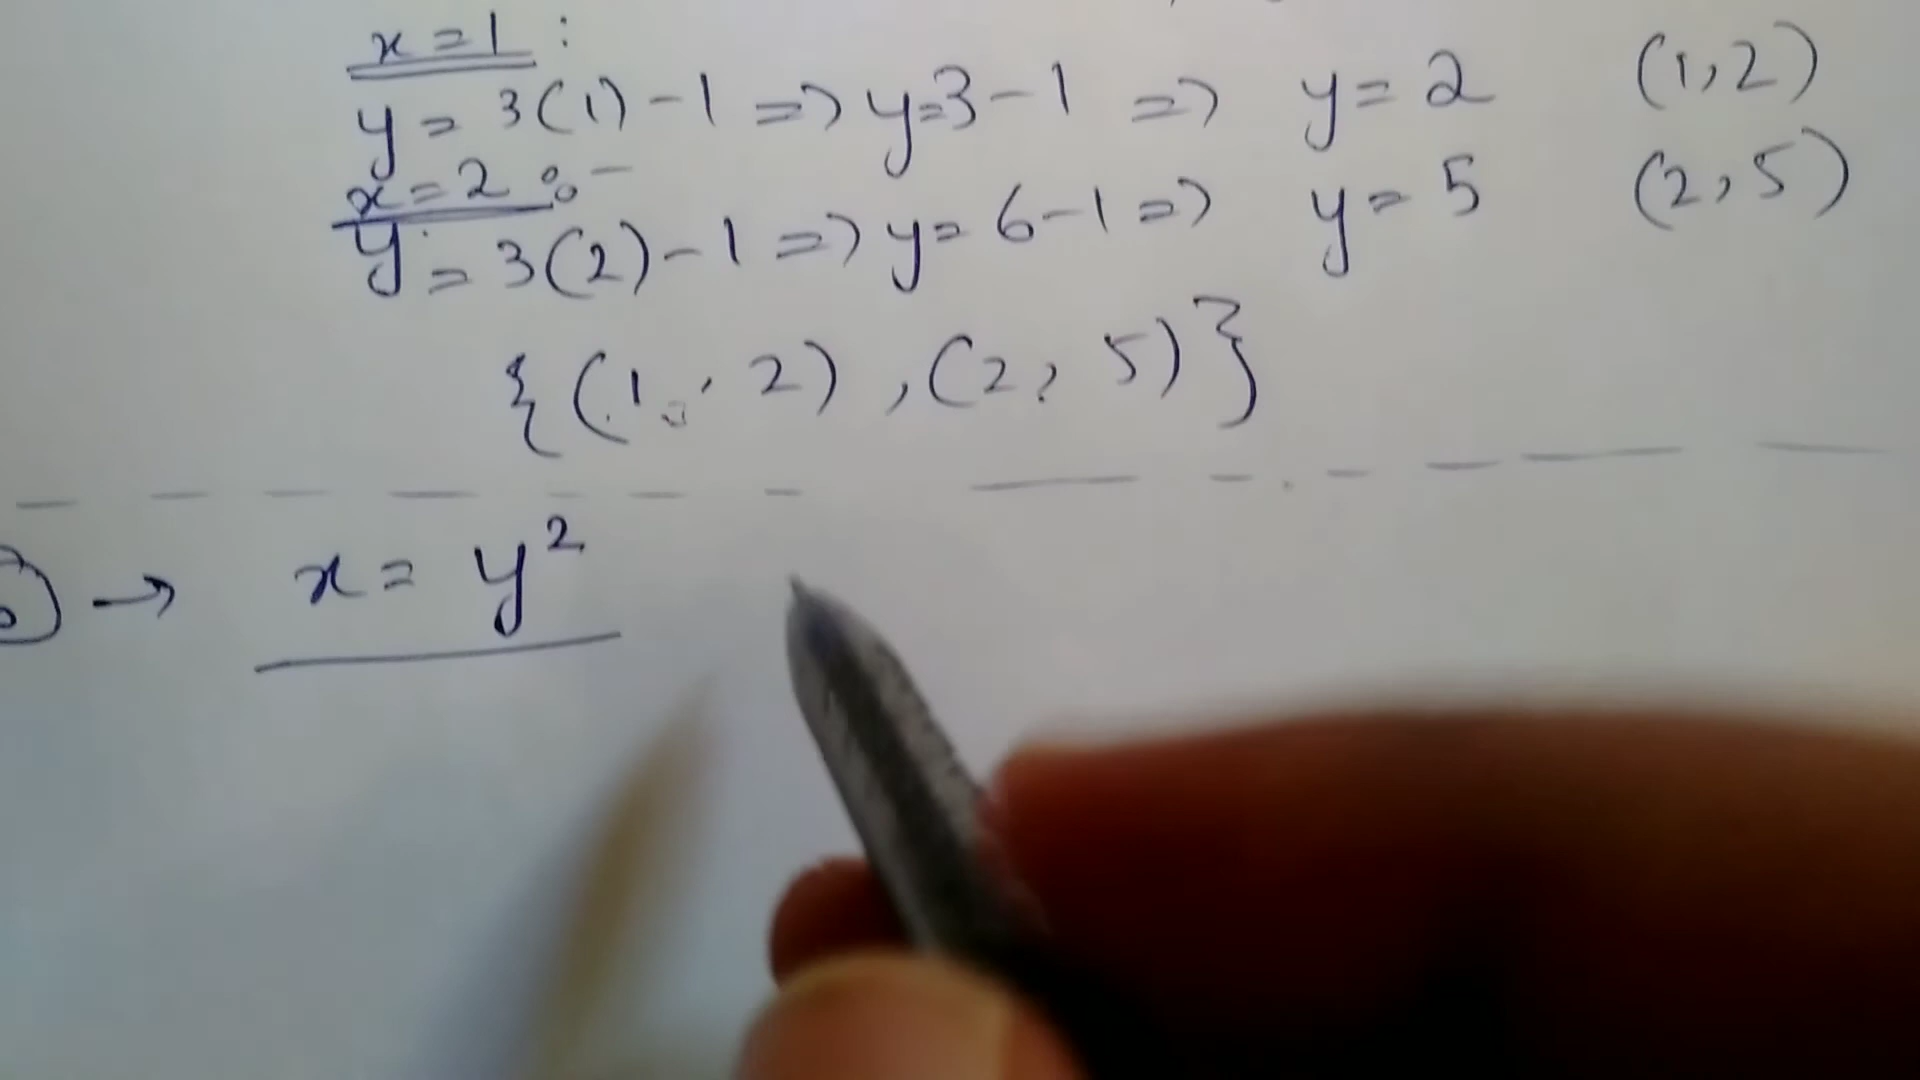 x = 1 :
y = 3(1) - 1 => y = 3 - 1 => y = 2 (1, 2)
x = 2 :-
y = 3(2) - 1 => y = 6 - 1 => y = 5 (2, 5)
{(1, 2), (2, 5)}
→ x = y²